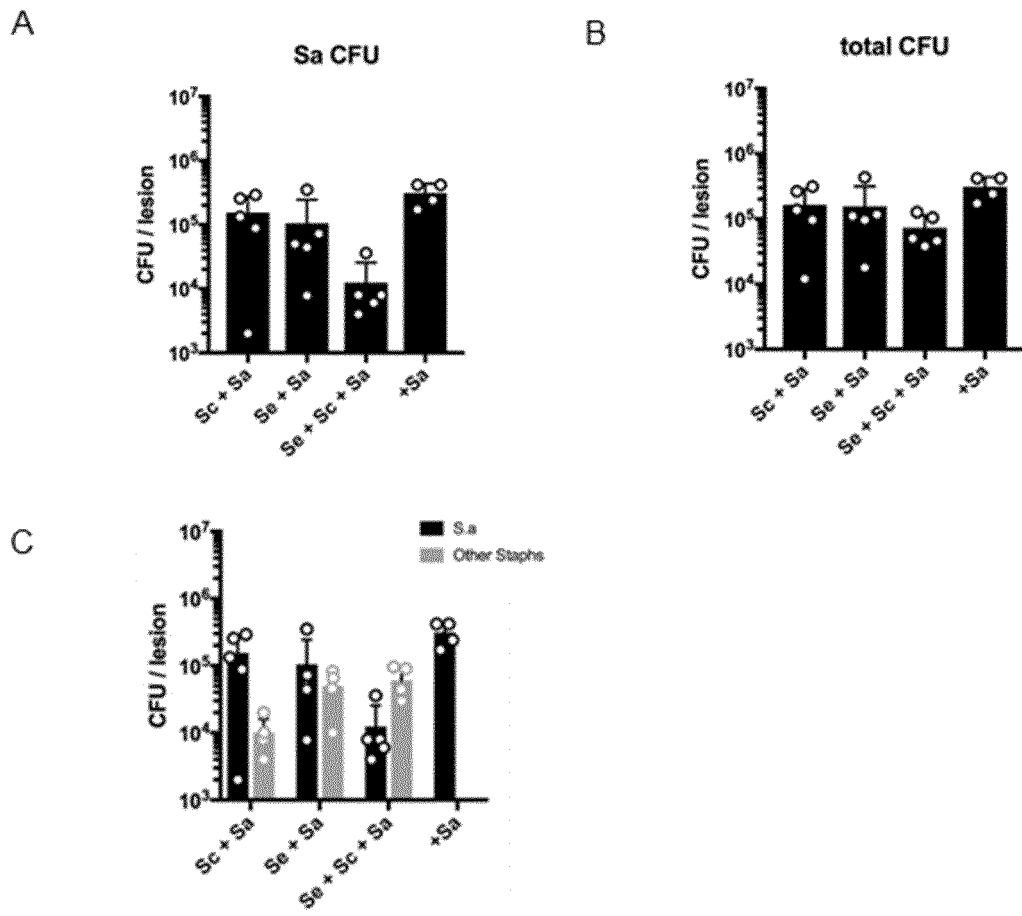 A
Sa CFU
CFU / lesion
10⁷
10⁶
10⁵
10⁴
10³
Sc + Sa
Se + Sa
Se + Sc + Sa
+Sa
B
total CFU
CFU / lesion
10⁷
10⁶
10⁵
10⁴
10³
Sc + Sa
Se + Sa
Se + Sc + Sa
+Sa
C
S.a
Other Staphs
CFU / lesion
10⁷
10⁶
10⁵
10⁴
10³
Sc + Sa
Se + Sa
Se + Sc + Sa
+Sa